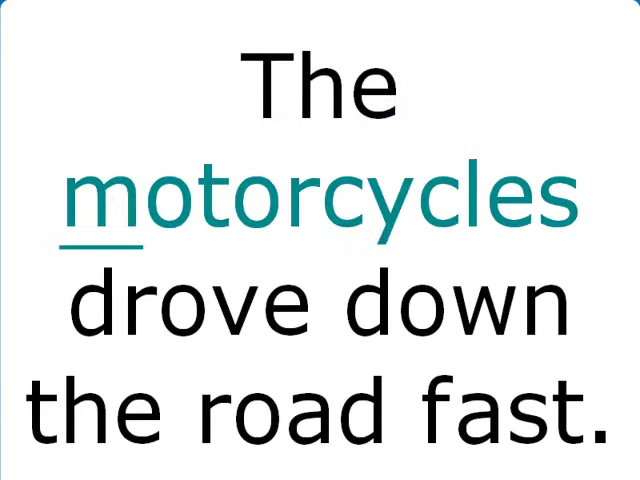 The
motorcycles
drove down
the road fast.